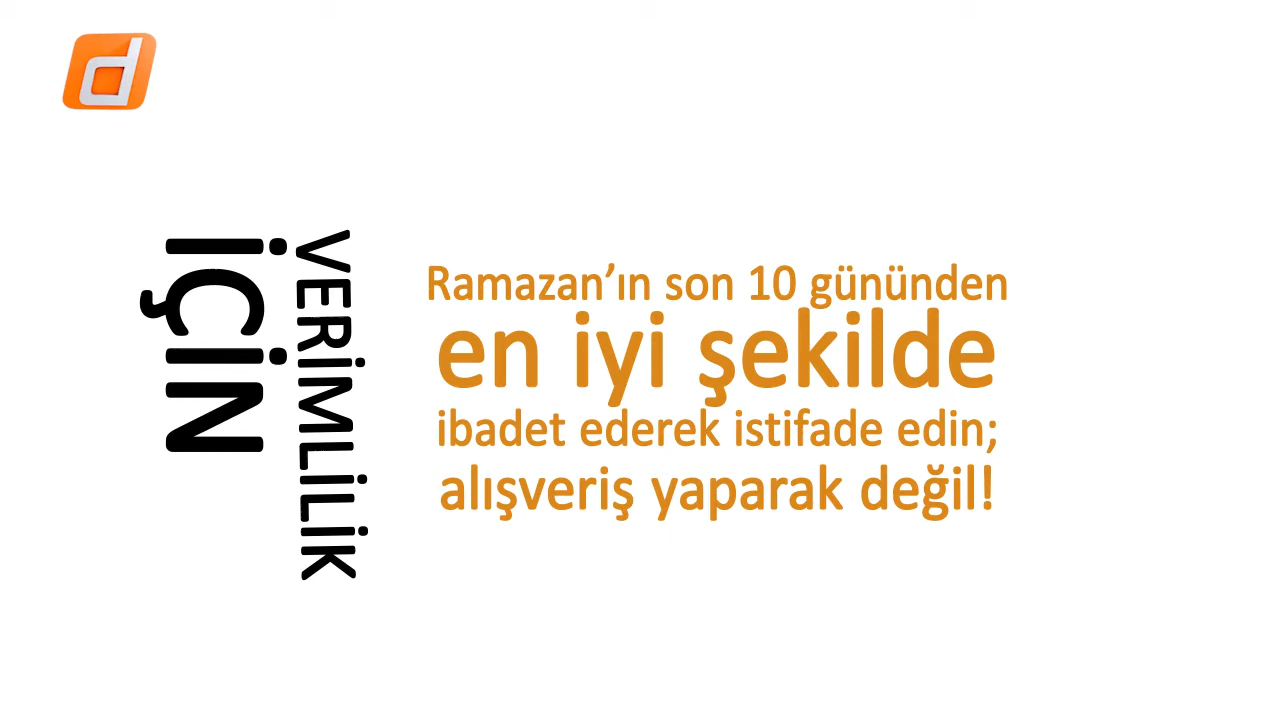 d
VERİMLİLİK
İÇİN
Ramazan’ın son 10 gününden
en iyi şekilde
ibadet ederek istifade edin;
alışveriş yaparak değil!